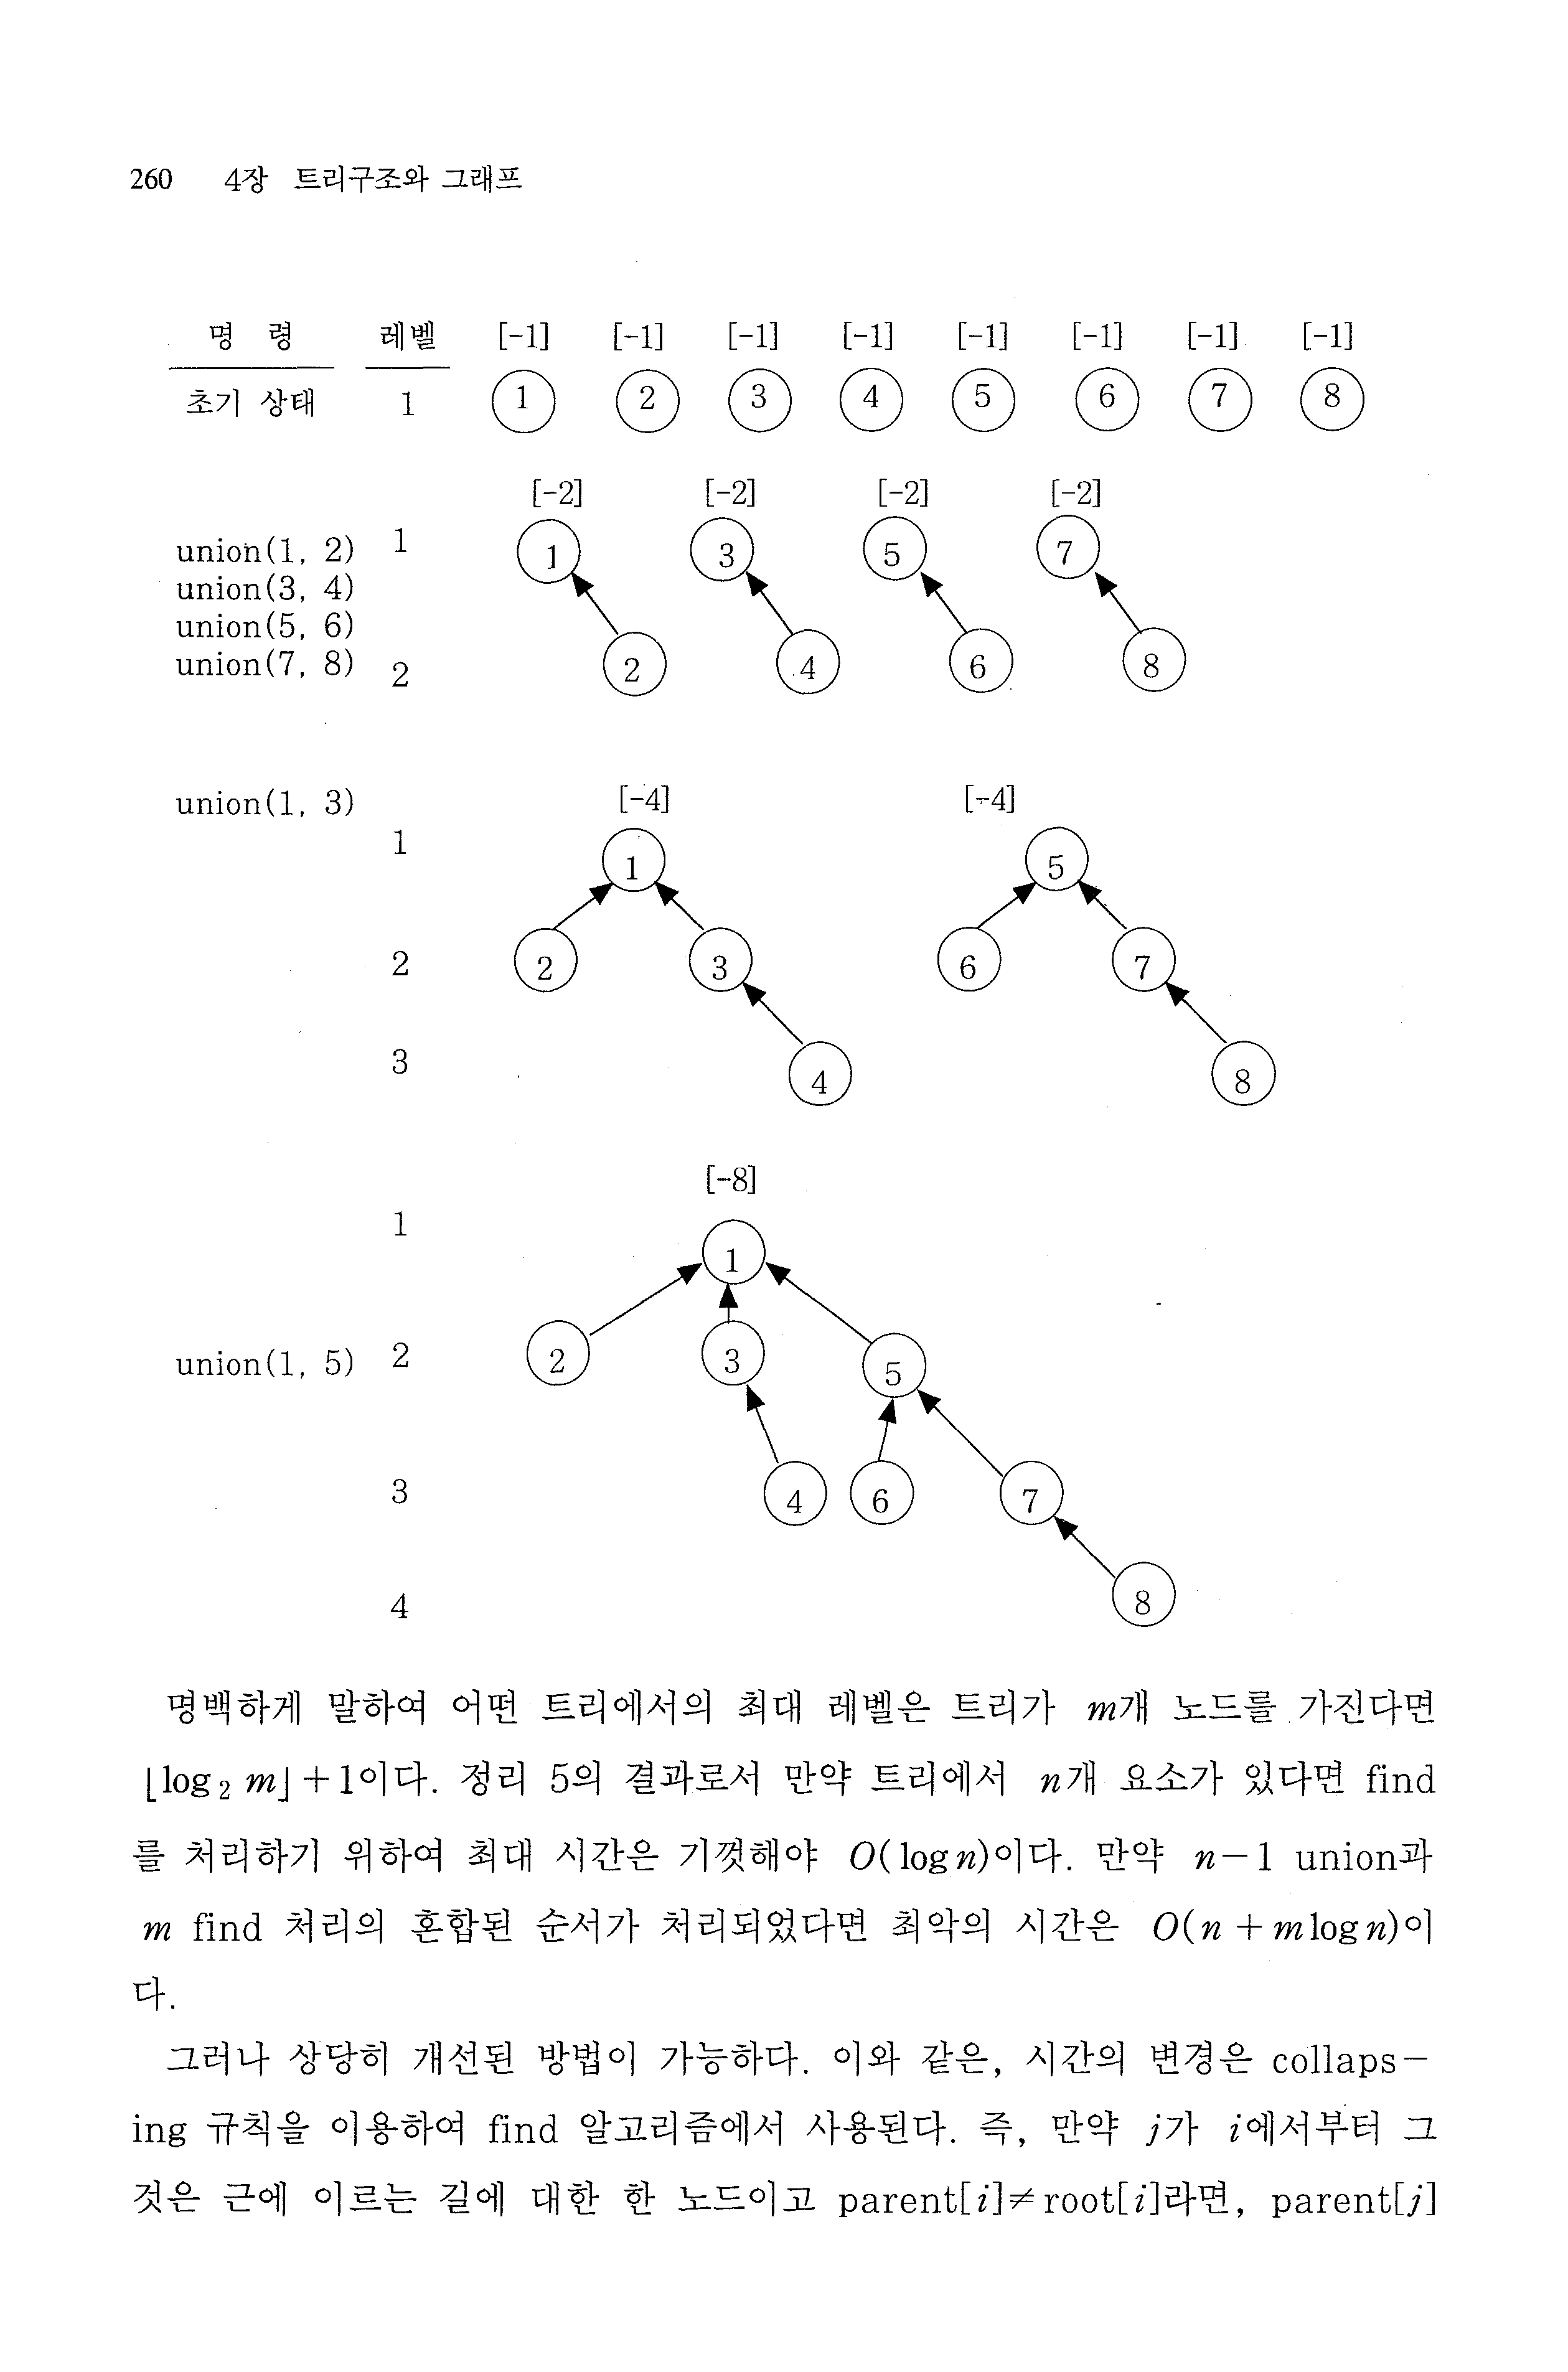 260 4장 트리구조와 그래프
명 령 레벨 [-1] [-1] [-1] [-1] [-1] [-1] [-1] [-1]
초기 상태 1 1 2 3 4 5 6 7 8
[-2] [-2] [-2] [-2]
union(1, 2) 1 1 3 5 7
union(3, 4)
union(5, 6)
union(7, 8) 2 2 4 6 8
union(1, 3) [-4] [-4]
1 1 5
2 2 3 6 7
3 4 8
[-8]
1 1
union(1, 5) 2 2 3 5
3 4 6 7
4 8
명백하게 말하여 어떤 트리에서의 최대 레벨은 트리가 m개 노드를 가진다면
⌊log₂ m⌋+1이다. 정리 5의 결과로서 만약 트리에서 n개 요소가 있다면 find
를 처리하기 위하여 최대 시간은 기껏해야 O(log n)이다. 만약 n-1 union과
m find 처리의 혼합된 순서가 처리되었다면 최악의 시간은 O(n + m log n)이
다.
그러나 상당히 개선된 방법이 가능하다. 이와 같은, 시간의 변경은 collaps-
ing 규칙을 이용하여 find 알고리즘에서 사용된다. 즉, 만약 j가 i에서부터 그
것은 근에 이르는 길에 대한 한 노드이고 parent[i]≠root[i]라면, parent[j]